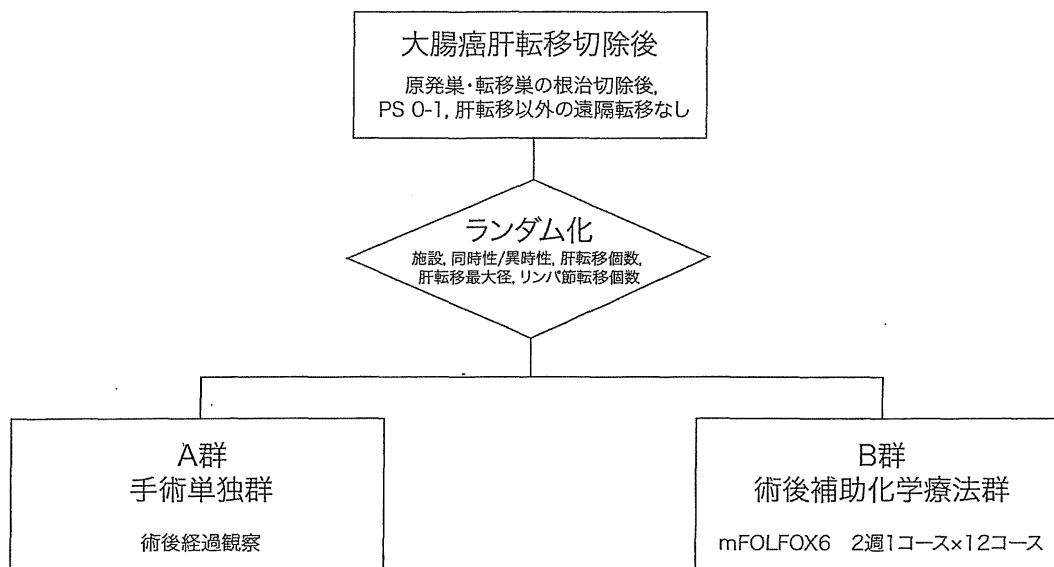 大腸癌肝転移切除後
原発巣・転移巣の根治切除後,
PS 0-1, 肝転移以外の遠隔転移なし
ランダム化
施設, 同時性/異時性, 肝転移個数,
肝転移最大径, リンパ節転移個数
A群
手術単独群
術後経過観察
B群
術後補助化学療法群
mFOLFOX6 2週1コース×12コース